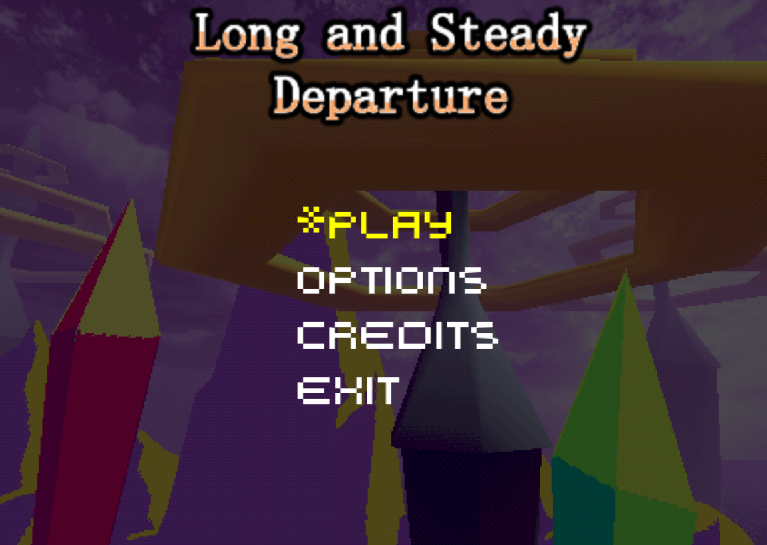 Long and Steady
Departure
*PLAY
OPTIONS
CREDITS
EXIT